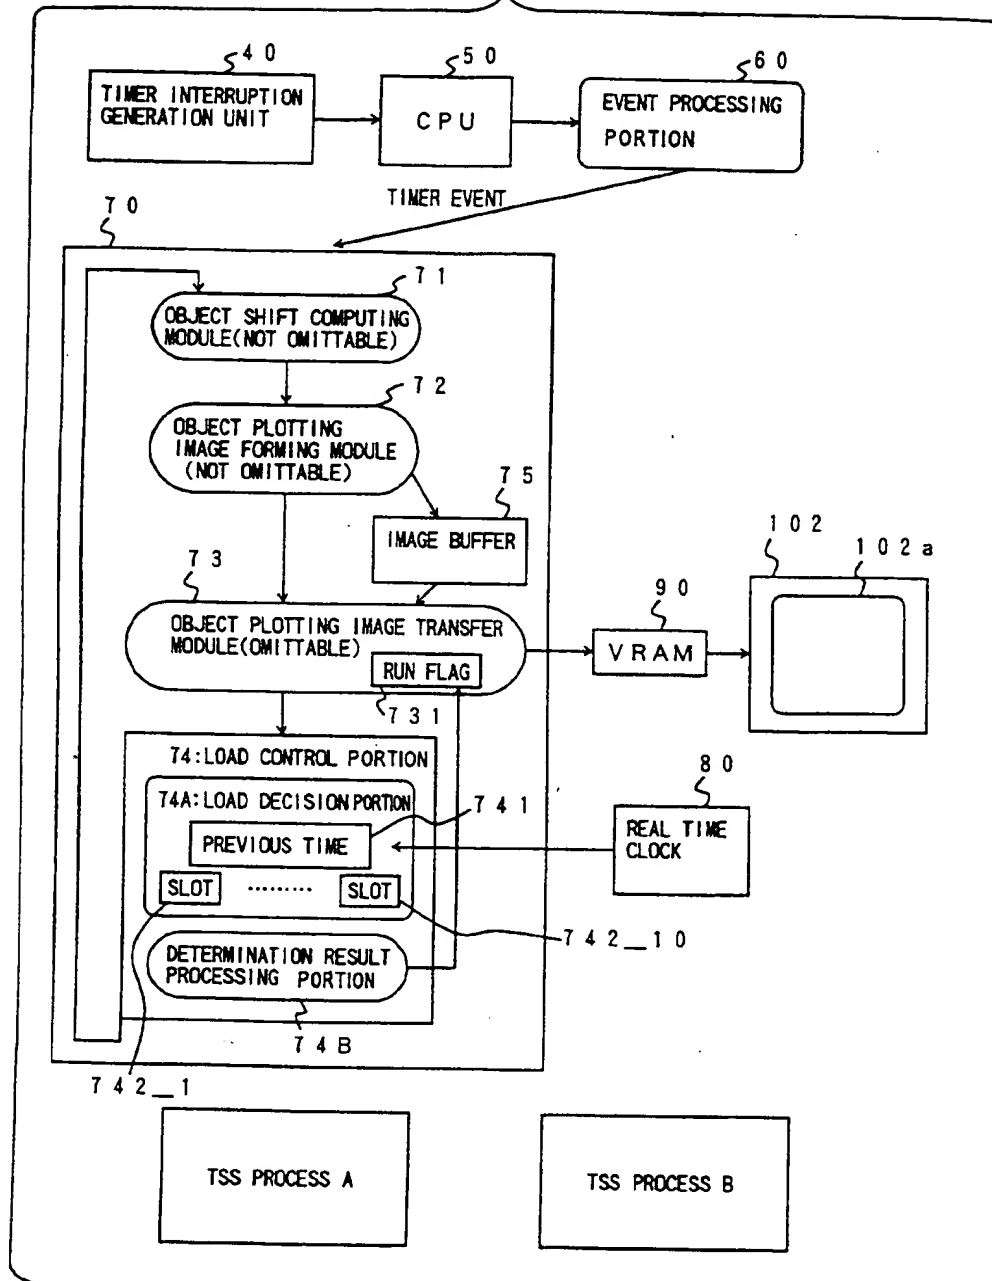 40
50
60
TIMER INTERRUPTION
GENERATION UNIT
CPU
EVENT PROCESSING
PORTION
TIMER EVENT
70
71
OBJECT SHIFT COMPUTING
MODULE(NOT OMITTABLE)
72
OBJECT PLOTTING
IMAGE FORMING MODULE
(NOT OMITTABLE)
75
IMAGE BUFFER
73
OBJECT PLOTTING IMAGE TRANSFER
MODULE(OMITTABLE)
RUN FLAG
731
90
VRAM
102
102a
74:LOAD CONTROL PORTION
74A:LOAD DECISION PORTION
741
PREVIOUS TIME
80
REAL TIME
CLOCK
SLOT ......... SLOT
742_10
DETERMINATION RESULT
PROCESSING PORTION
74B
742_1
TSS PROCESS A
TSS PROCESS B